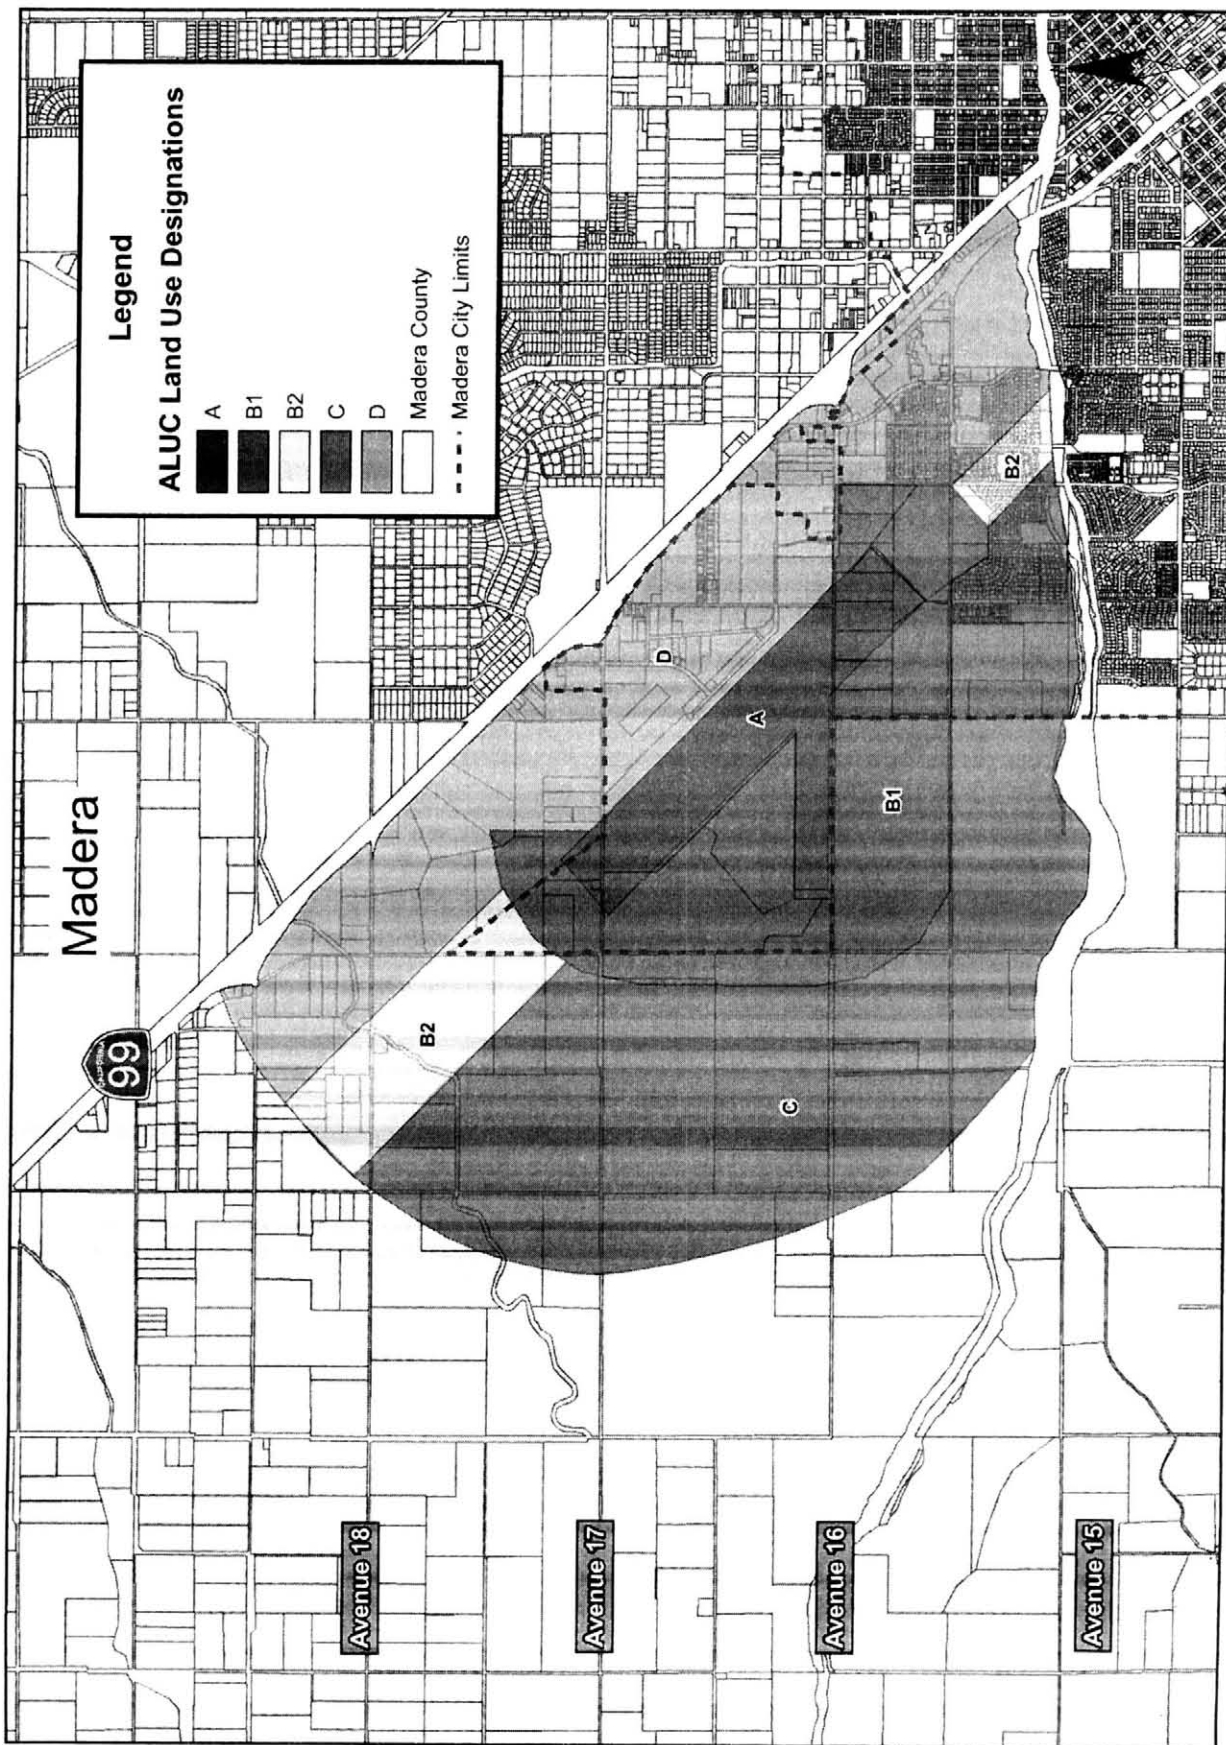 Legend
ALUC Land Use Designations
A
B1
B2
C
D
Madera County
Madera City Limits
Madera
CALIFORNIA
99
D
A
B2
B2
B1
C
Avenue 18
Avenue 17
Avenue 16
Avenue 15